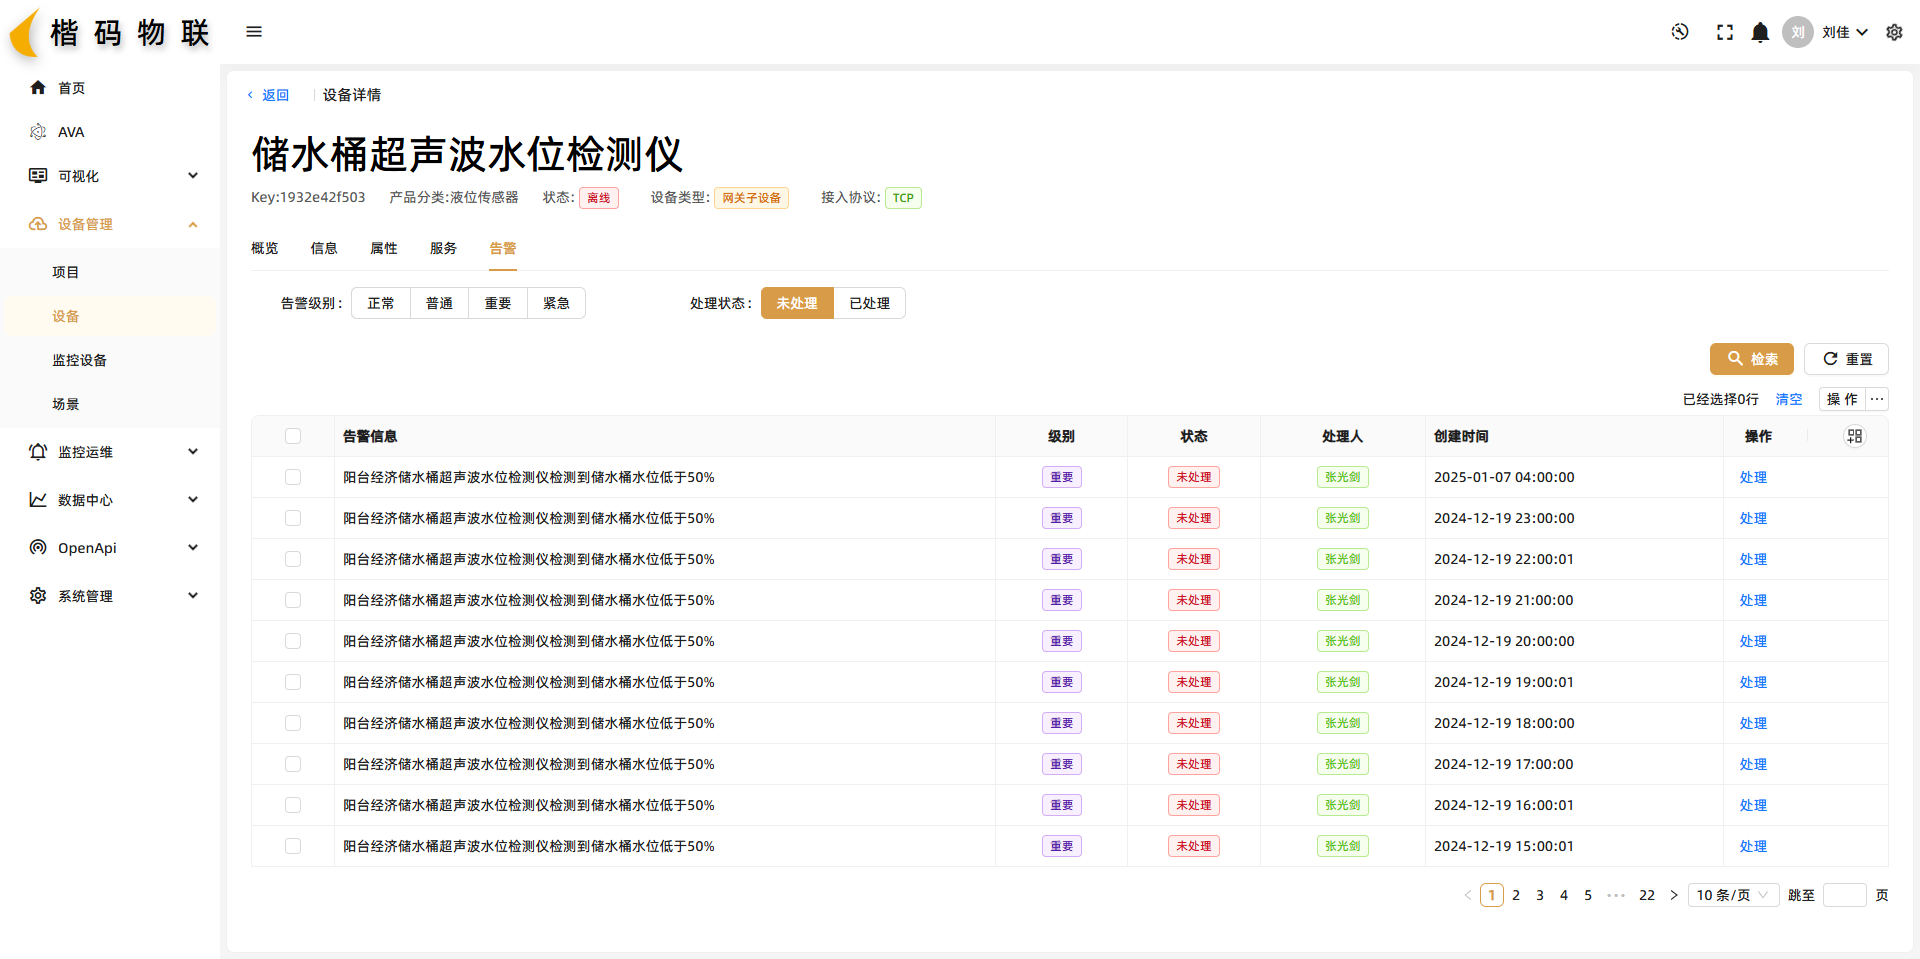 楷码物联
刘 刘佳
首页
AVA
可视化
设备管理
项目
设备
监控设备
场景
监控运维
数据中心
OpenApi
系统管理
返回 设备详情
储水桶超声波水位检测仪
Key:1932e42f503 产品分类:液位传感器 状态: 离线 设备类型: 网关子设备 接入协议: TCP
概览 信息 属性 服务 告警
告警级别: 正常 普通 重要 紧急 处理状态: 未处理 已处理
检索 重置
已经选择0行 清空 操作 ···
告警信息 级别 状态 处理人 创建时间 操作
阳台经济储水桶超声波水位检测仪检测到储水桶水位低于50% 重要 未处理 张光剑 2025-01-07 04:00:00 处理
阳台经济储水桶超声波水位检测仪检测到储水桶水位低于50% 重要 未处理 张光剑 2024-12-19 23:00:00 处理
阳台经济储水桶超声波水位检测仪检测到储水桶水位低于50% 重要 未处理 张光剑 2024-12-19 22:00:01 处理
阳台经济储水桶超声波水位检测仪检测到储水桶水位低于50% 重要 未处理 张光剑 2024-12-19 21:00:00 处理
阳台经济储水桶超声波水位检测仪检测到储水桶水位低于50% 重要 未处理 张光剑 2024-12-19 20:00:00 处理
阳台经济储水桶超声波水位检测仪检测到储水桶水位低于50% 重要 未处理 张光剑 2024-12-19 19:00:01 处理
阳台经济储水桶超声波水位检测仪检测到储水桶水位低于50% 重要 未处理 张光剑 2024-12-19 18:00:00 处理
阳台经济储水桶超声波水位检测仪检测到储水桶水位低于50% 重要 未处理 张光剑 2024-12-19 17:00:00 处理
阳台经济储水桶超声波水位检测仪检测到储水桶水位低于50% 重要 未处理 张光剑 2024-12-19 16:00:01 处理
阳台经济储水桶超声波水位检测仪检测到储水桶水位低于50% 重要 未处理 张光剑 2024-12-19 15:00:01 处理
1 2 3 4 5 ··· 22 10 条/页 跳至 页